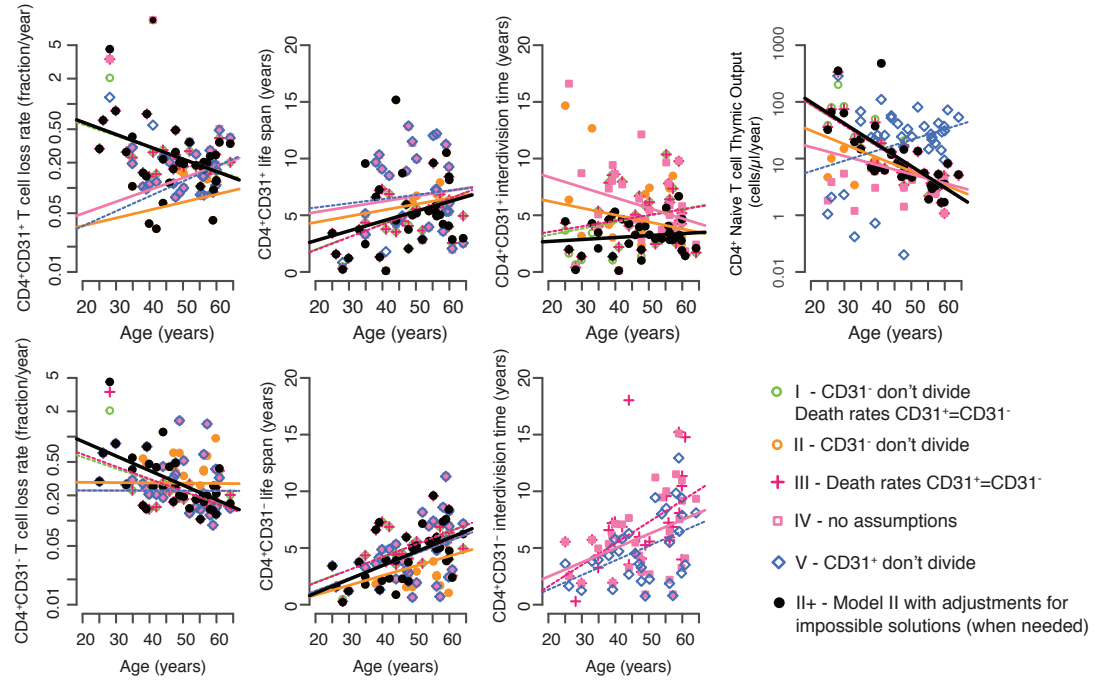 CD4⁺CD31⁺ T cell loss rate (fraction/year)
5
2
0.50
0.20
0.05
0.01
20 30 40 50 60
Age (years)
CD4⁺CD31⁺ life span (years)
20
15
10
5
0
20 30 40 50 60
Age (years)
CD4⁺CD31⁺interdivision time (years)
20
15
10
5
0
20 30 40 50 60
Age (years)
CD4⁺ Naive T cell Thymic Output
(cells/µl/year)
1000
100
10
1
0.1
0.01
20 30 40 50 60
Age (years)
CD4⁺CD31⁻ T cell loss rate (fraction/year)
5
2
0.50
0.20
0.05
0.01
20 30 40 50 60
Age (years)
CD4⁺CD31⁻ life span (years)
20
15
10
5
0
20 30 40 50 60
Age (years)
CD4⁺CD31⁻ interdivision time (years)
20
15
10
5
0
20 30 40 50 60
Age (years)
I - CD31⁻ don't divide
Death rates CD31⁺=CD31⁻
II - CD31⁻ don't divide
III - Death rates CD31⁺=CD31⁻
IV - no assumptions
V - CD31⁺ don't divide
II+ - Model II with adjustments for
impossible solutions (when needed)